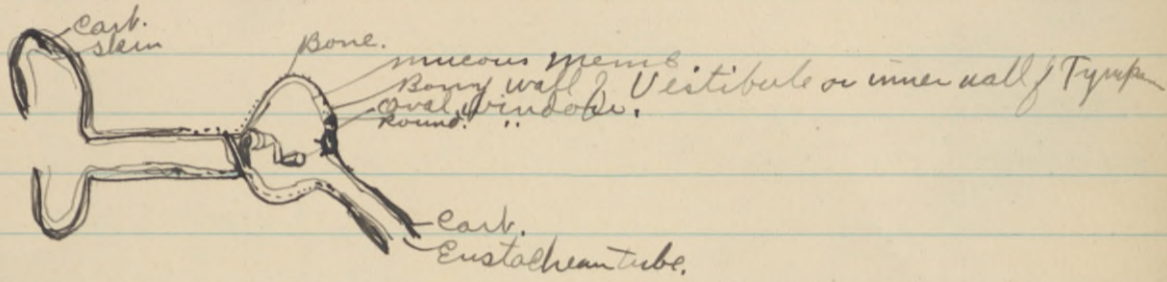 Cart.
skin
Bone.
mucous memb.
Bony wall of Vestibule or inner wall of Tympan
Oval window.
Round. " "
Cart.
Eustachean tube.